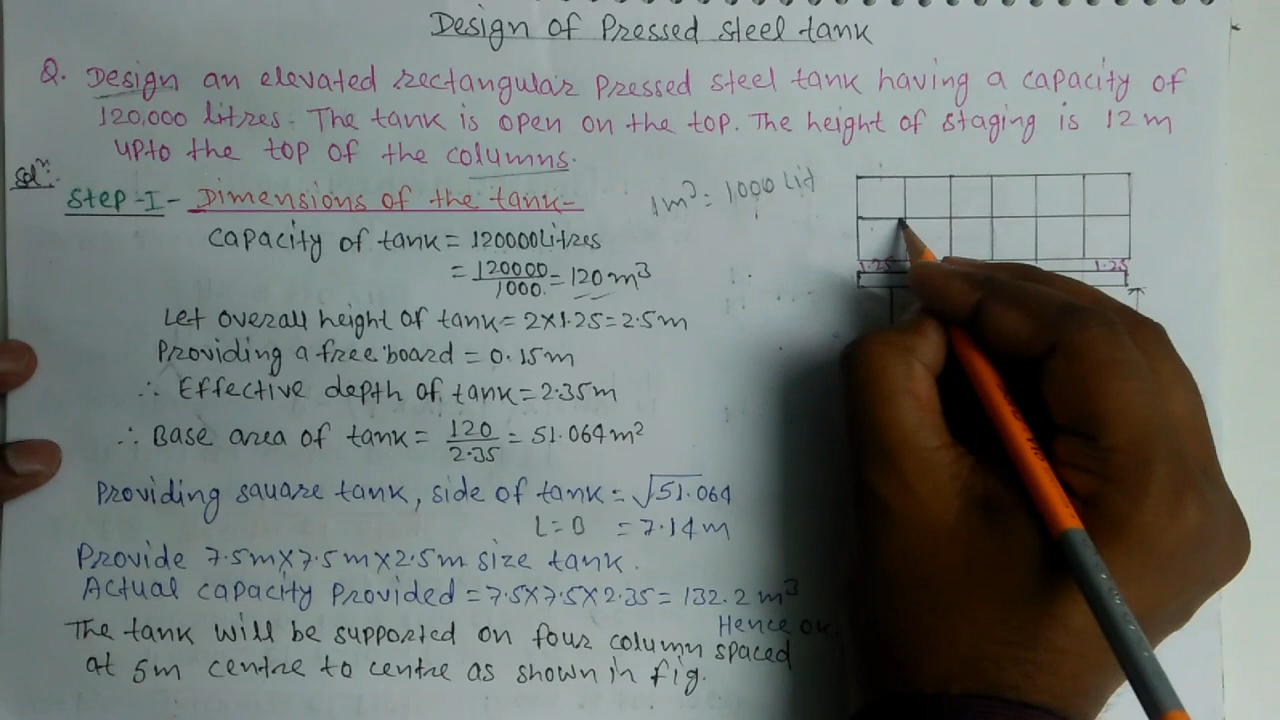 Design of Pressed steel tank
Q. Design an elevated rectangular pressed steel tank having a capacity of
120,000 litres. The tank is open on the top. The height of staging is 12 m
upto the top of the columns.
Solⁿ:
Step-I- Dimensions of the tank-
1m³ = 1000 Lit
Capacity of tank = 120000 Litres
= 120000/1000 = 120 m³
Let overall height of tank = 2×1.25 = 2.5m
Providing a free board = 0.15m
∴ Effective depth of tank = 2.35m
∴ Base area of tank = 120/2.35 = 51.064 m²
Providing square tank, side of tank = √51.064
L=B = 7.14m
Provide 7.5m×7.5m×2.5m size tank.
Actual capacity provided = 7.5×7.5×2.35 = 132.2 m³
Hence ok.
The tank will be supported on four column spaced
at 5m centre to centre as shown in fig.
1.25 1.25